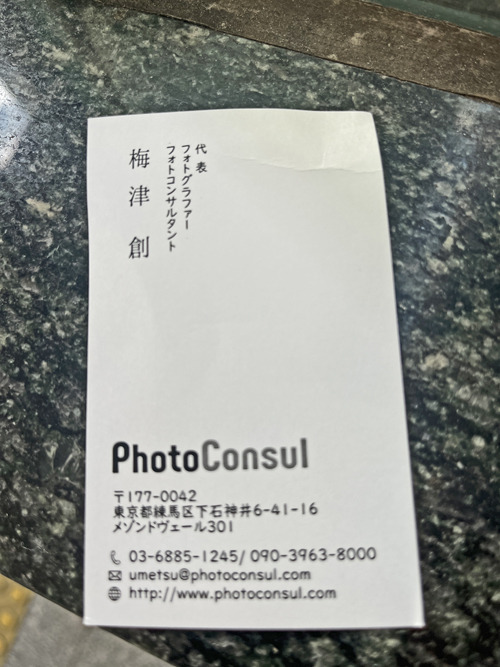 代表
フォトグラファー
フォトコンサルタント
梅津 創
PhotoConsul
〒177-0042
東京都練馬区下石神井6-41-16
メゾンドヴェール301
03-6885-1245/ 090-3963-8000
umetsu@photoconsul.com
http://www.photoconsul.com